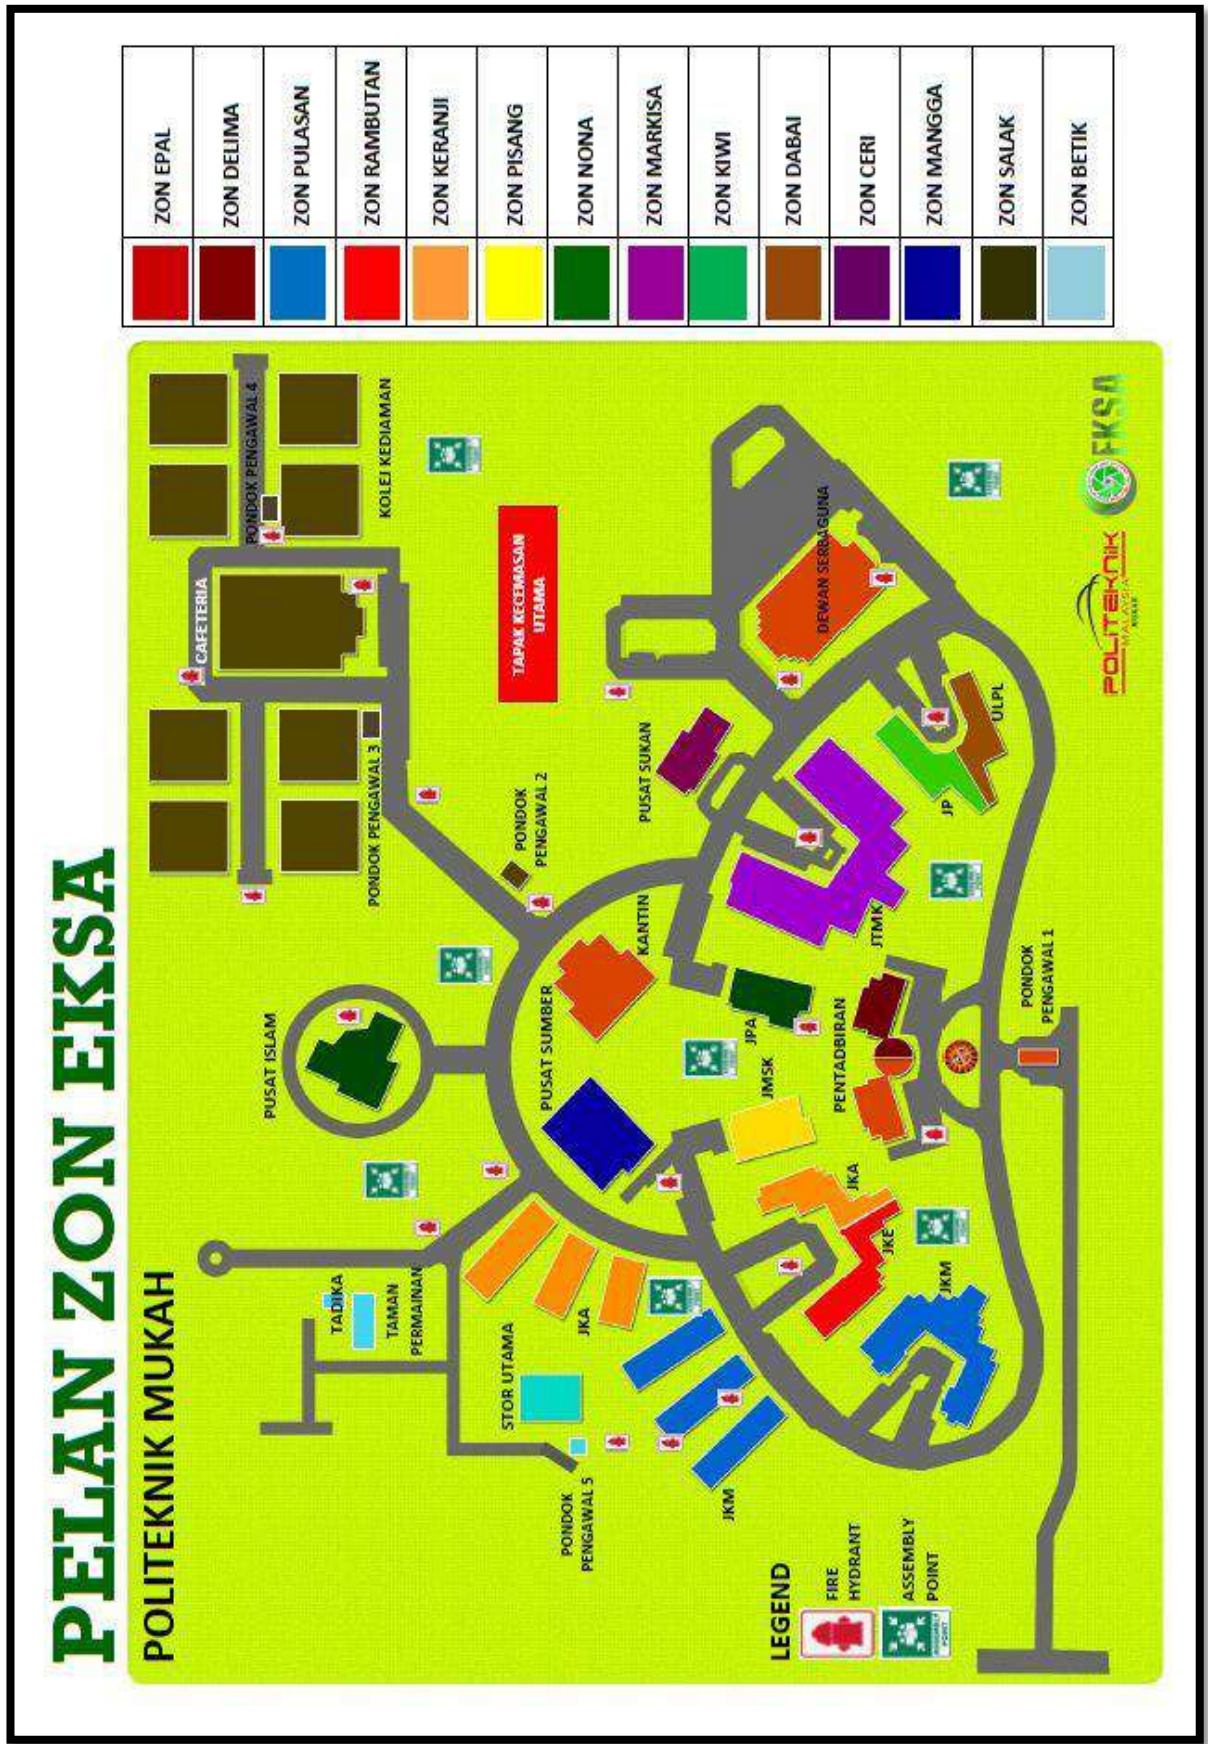 PELAN ZON EKSA
POLITEKNIK MUKAH
ZON EPAL
ZON DELIMA
ZON PULASAN
ZON RAMBUTAN
ZON KERANJI
ZON PISANG
ZON NONA
ZON MARKISA
ZON KIWI
ZON DABAI
ZON CERI
ZON MANGGA
ZON SALAK
ZON BETIK
PONDOK PENGAWAL 4
KOLEJ KEDIAMAN
CAFETERIA
PONDOK PENGAWAL 3
TAPAK KECEMASAN
UTAMA
PONDOK
PENGAWAL 2
PUSAT ISLAM
TADIKA
TAMAN
PERMAINAN
PUSAT SUMBER
KANTIN
PUSAT SUKAN
DEWAN SERBAGUNA
STOR UTAMA
JKA
PONDOK
PENGAWAL 5
JKM
JMSK
JPA
JTMK
JP
ULPL
JKA
JKE
JKM
PENTADBIRAN
PONDOK
PENGAWAL 1
LEGEND
FIRE
HYDRANT
ASSEMBLY
POINT
ASSEMBLY
POINT
POLITEKNIK
MALAYSIA
MUKAH
FKSA